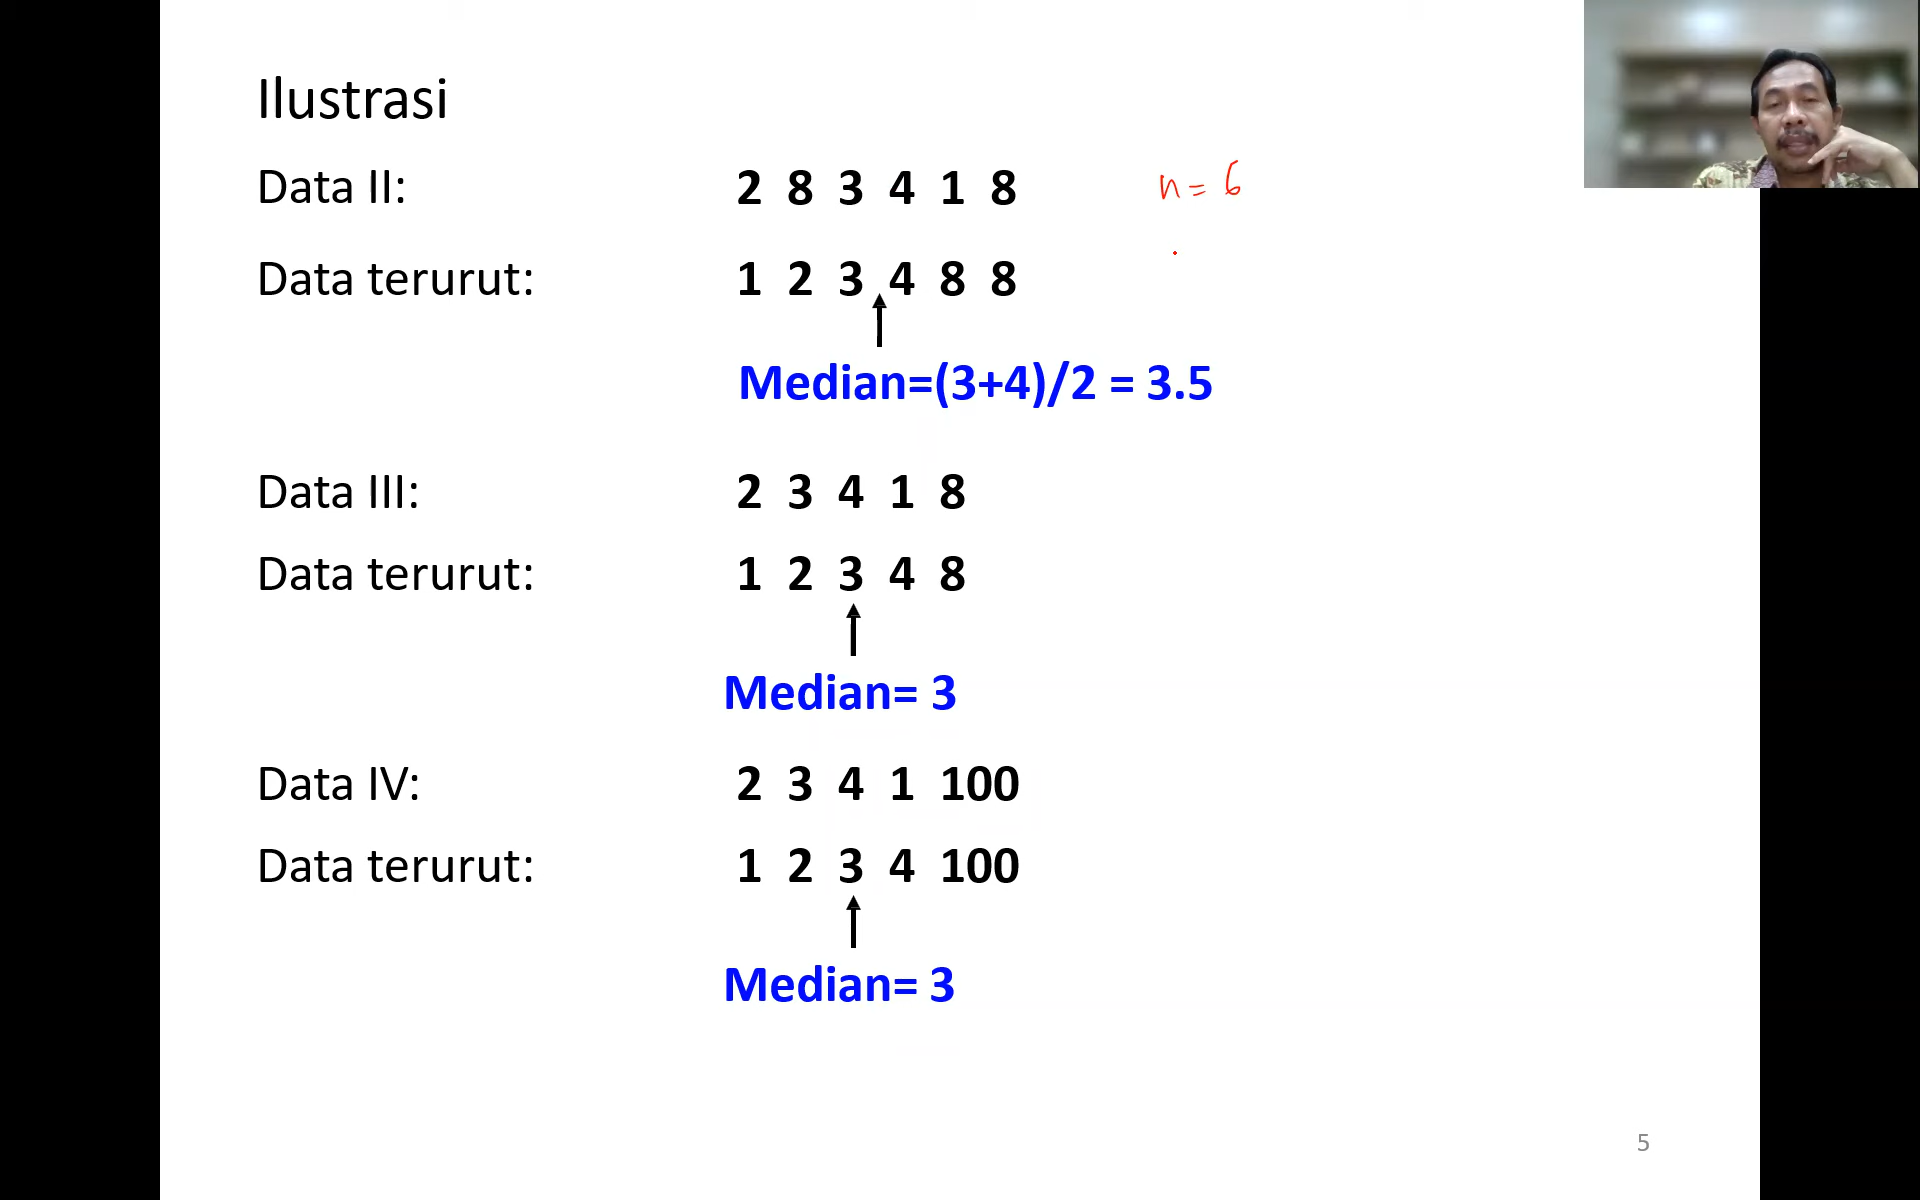 Ilustrasi
Data II: 2 8 3 4 1 8 n = 6
Data terurut: 1 2 3 4 8 8
Median=(3+4)/2 = 3.5
Data III: 2 3 4 1 8
Data terurut: 1 2 3 4 8
Median= 3
Data IV: 2 3 4 1 100
Data terurut: 1 2 3 4 100
Median= 3
5